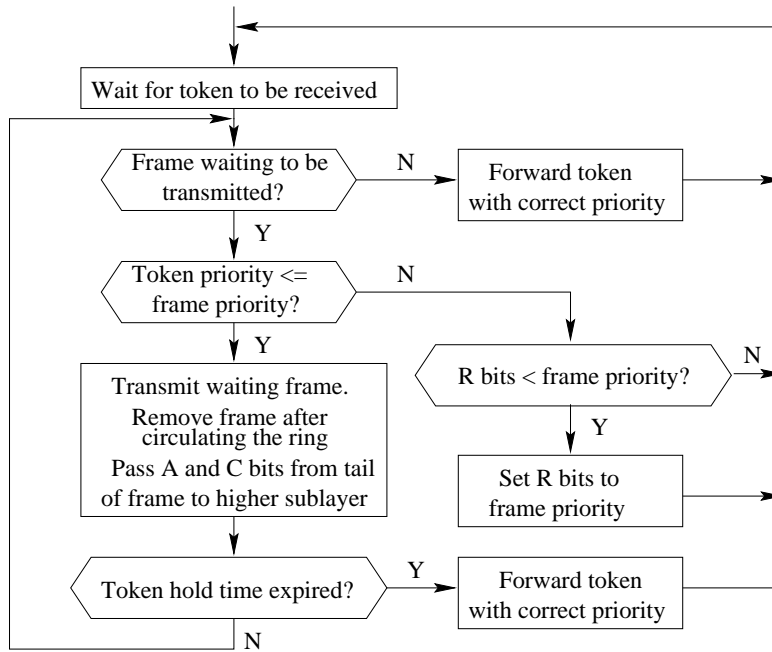 Wait for token to be received
Frame waiting to be
transmitted?
N
Forward token
with correct priority
Y
Token priority <=
frame priority?
N
Y
R bits < frame priority?
N
Transmit waiting frame.
Remove frame after
circulating the ring
Pass A and C bits from tail
of frame to higher sublayer
Y
Set R bits to
frame priority
Token hold time expired?
Y
Forward token
with correct priority
N